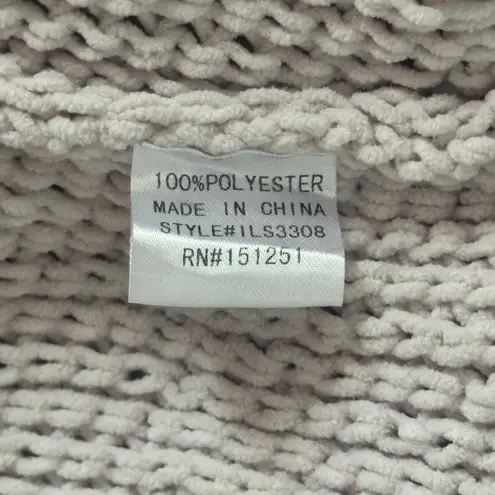 100%POLYESTER
MADE IN CHINA
STYLE#ILS3308
RN#151251